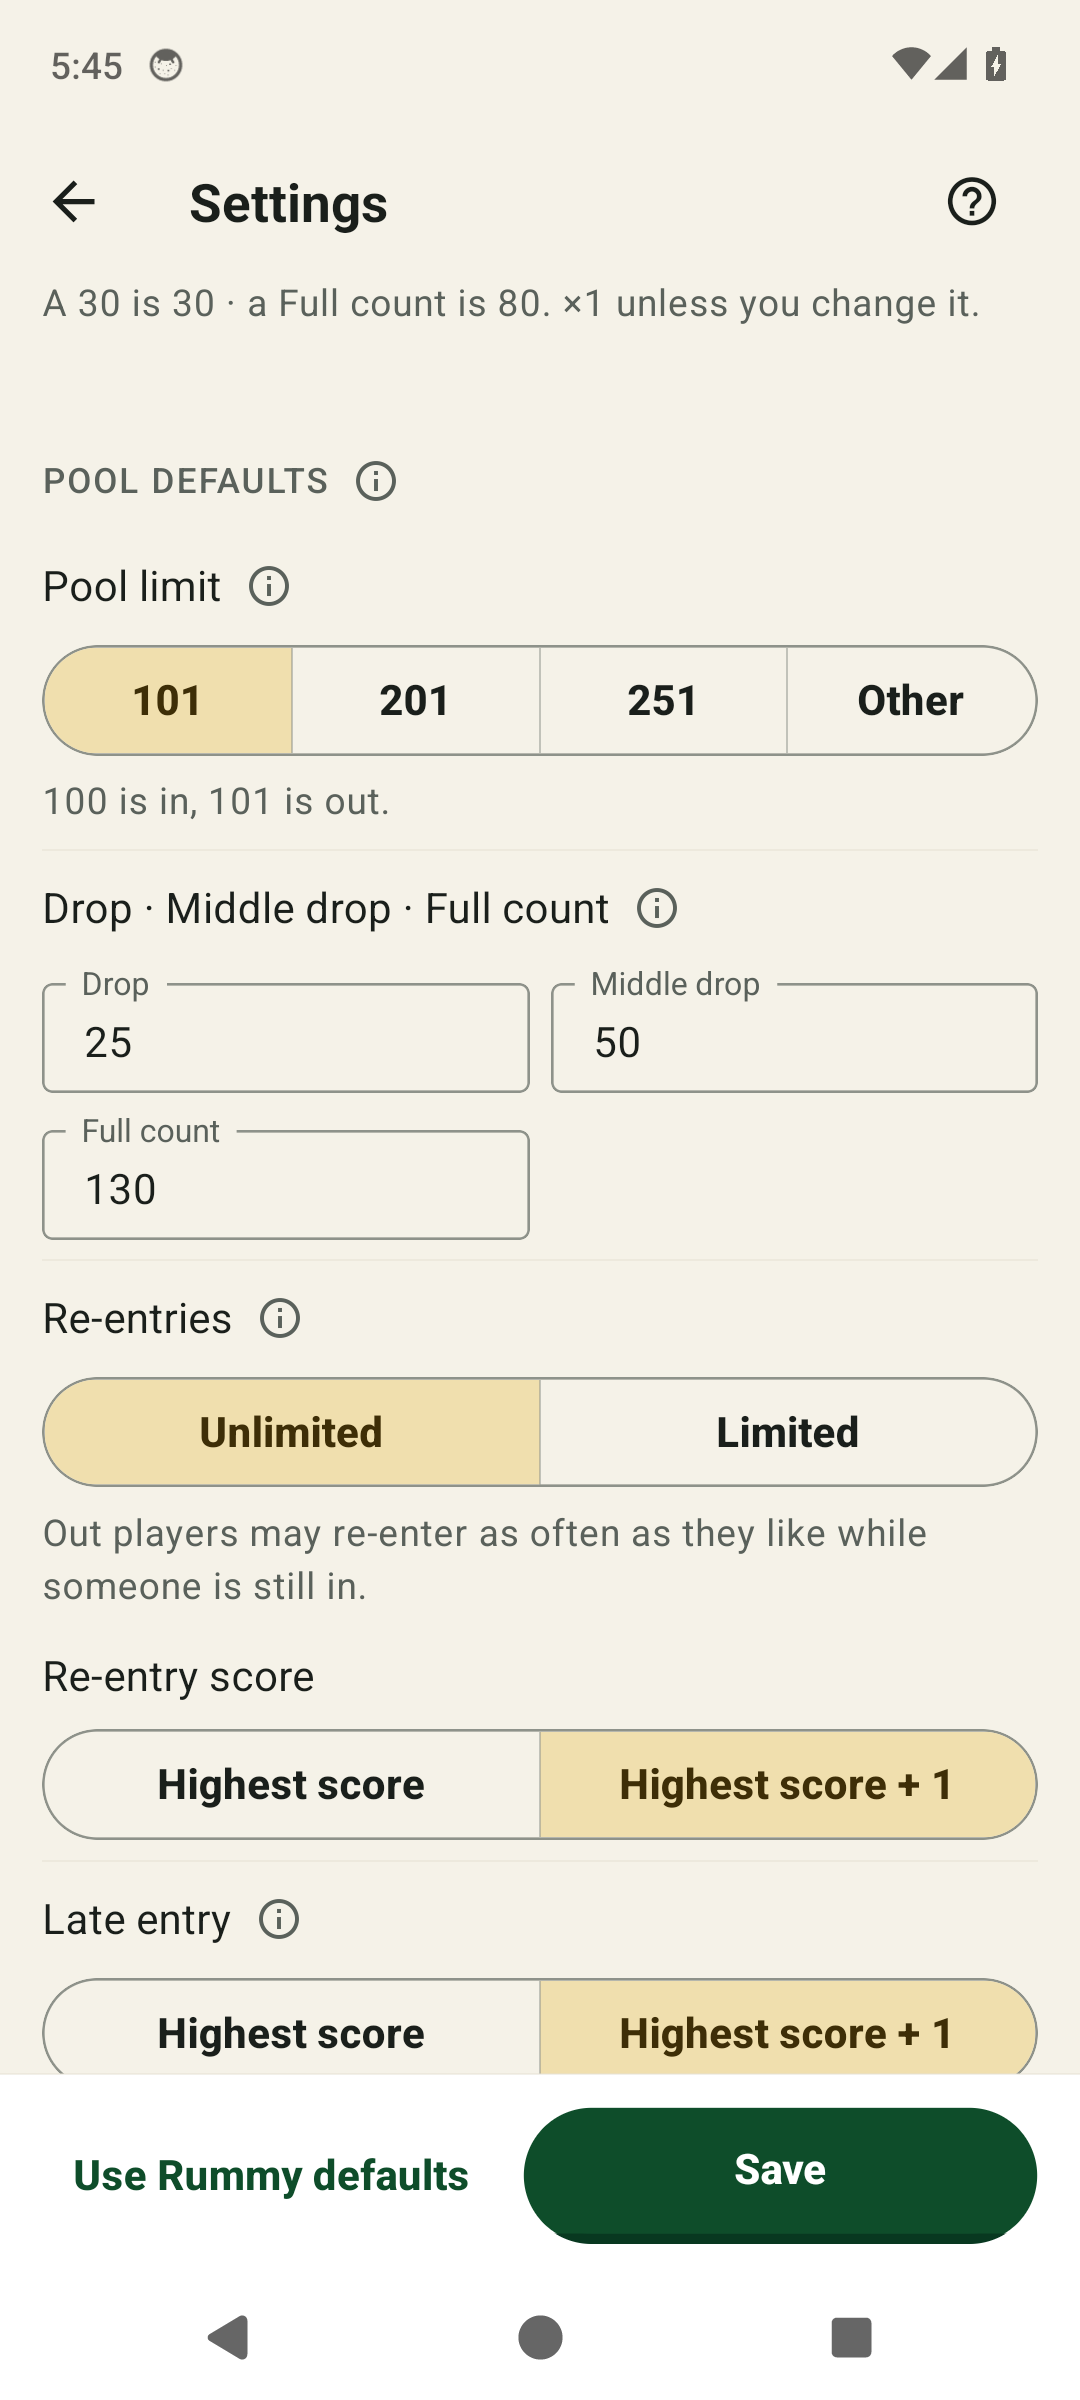 5:45
Settings
A 30 is 30 · a Full count is 80. ×1 unless you change it.
POOL DEFAULTS
Pool limit
101 201 251 Other
100 is in, 101 is out.
Drop · Middle drop · Full count
Drop Middle drop
25 50
Full count
130
Re-entries
Unlimited Limited
Out players may re-enter as often as they like while
someone is still in.
Re-entry score
Highest score Highest score + 1
Late entry
Highest score Highest score + 1
Use Rummy defaults Save